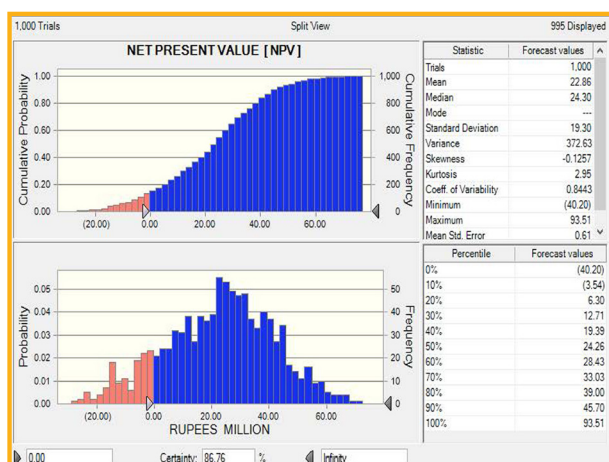 1,000 Trials Split View 995 Displayed
NET PRESENT VALUE [ NPV ]
Cumulative Probability
1.00
0.80
0.60
0.40
0.20
0.00
1,000
800
600
400
200
0
Cumulative Frequency
(20.00) 0.00 20.00 40.00 60.00
Statistic Forecast values
Trials 1,000
Mean 22.86
Median 24.30
Mode ---
Standard Deviation 19.30
Variance 372.63
Skewness -0.1257
Kurtosis 2.95
Coeff. of Variability 0.8443
Minimum (40.20)
Maximum 93.51
Mean Std. Error 0.61
Probability
0.05
0.04
0.03
0.02
0.01
0.00
50
40
30
20
10
0
Frequency
(20.00) 0.00 20.00 40.00 60.00
RUPEES MILLION
Percentile Forecast values
0% (40.20)
10% (3.54)
20% 6.30
30% 12.71
40% 19.39
50% 24.26
60% 28.43
70% 33.03
80% 39.00
90% 45.70
100% 93.51
0.00 Certainty: 86.76 % Infinity